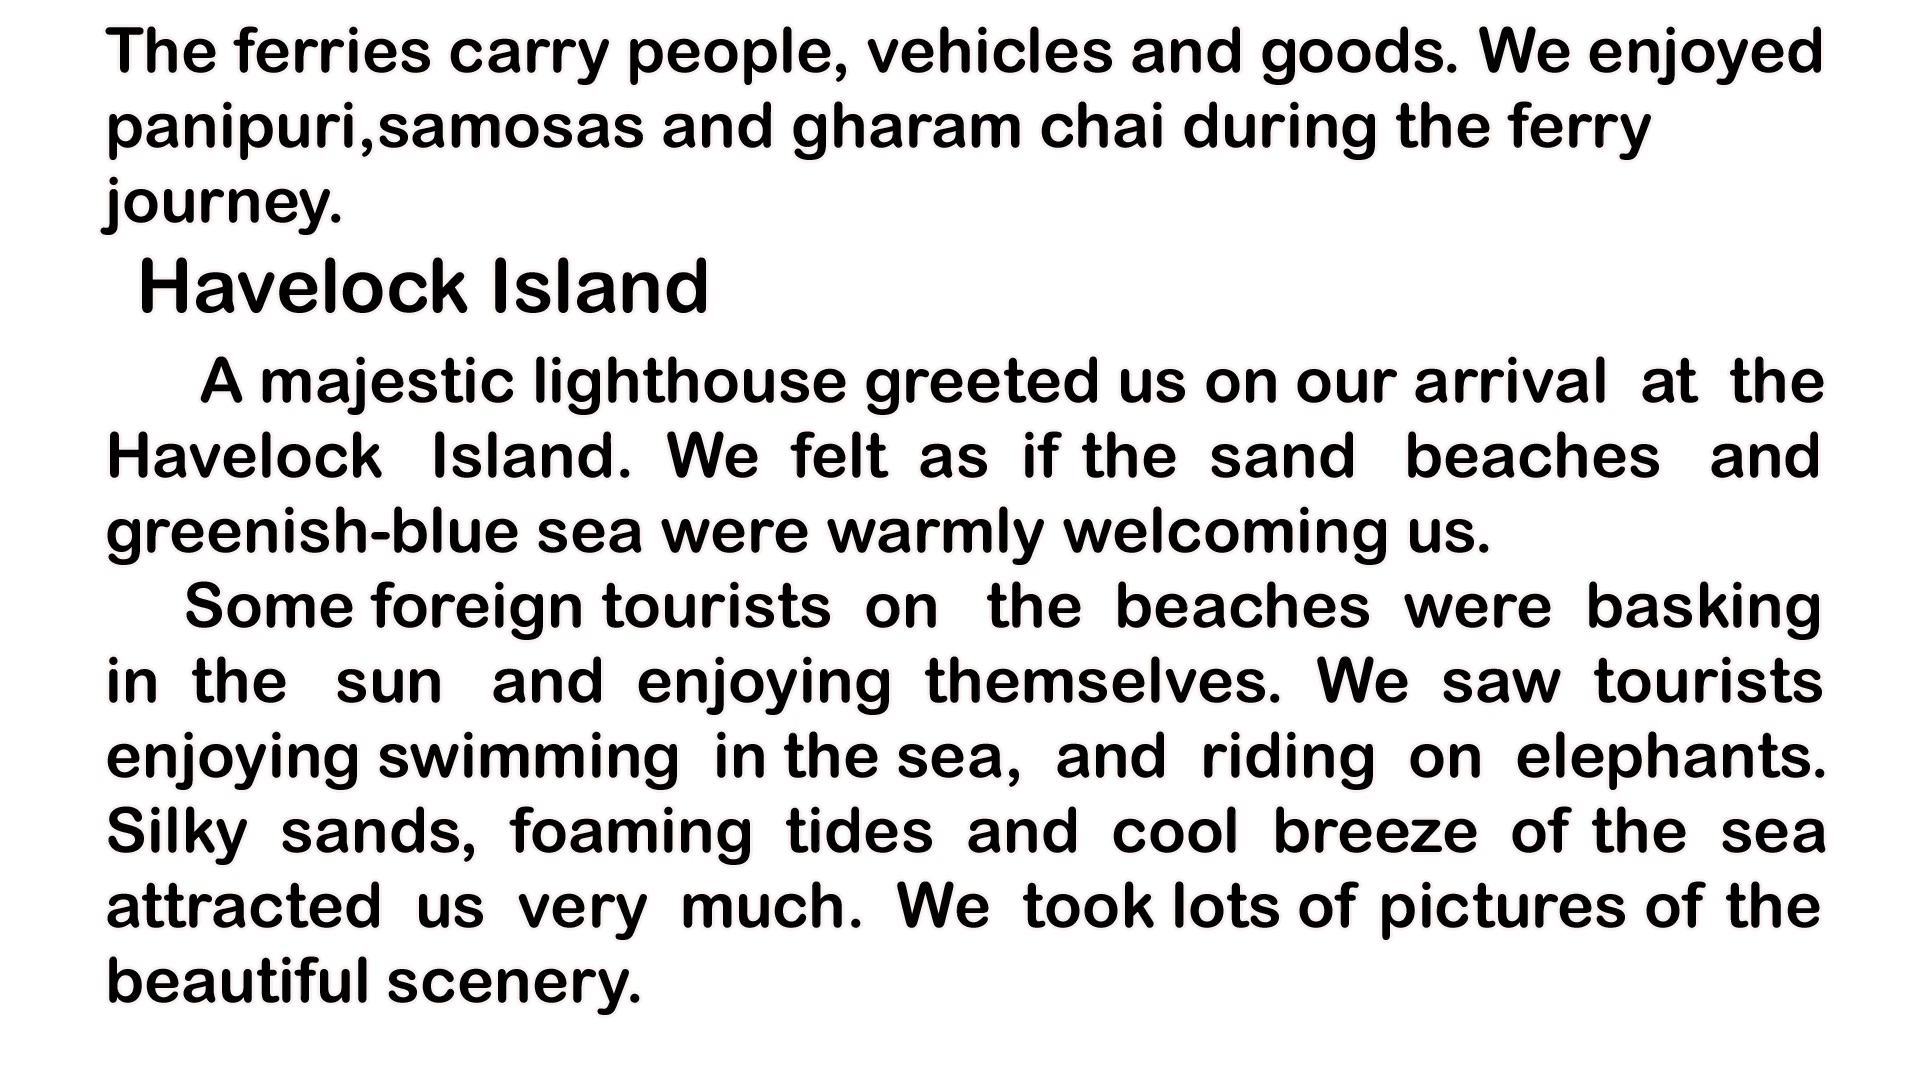 The ferries carry people, vehicles and goods. We enjoyed
panipuri,samosas and gharam chai during the ferry
journey.
Havelock Island
A majestic lighthouse greeted us on our arrival at the
Havelock Island. We felt as if the sand beaches and
greenish-blue sea were warmly welcoming us.
Some foreign tourists on the beaches were basking
in the sun and enjoying themselves. We saw tourists
enjoying swimming in the sea, and riding on elephants.
Silky sands, foaming tides and cool breeze of the sea
attracted us very much. We took lots of pictures of the
beautiful scenery.